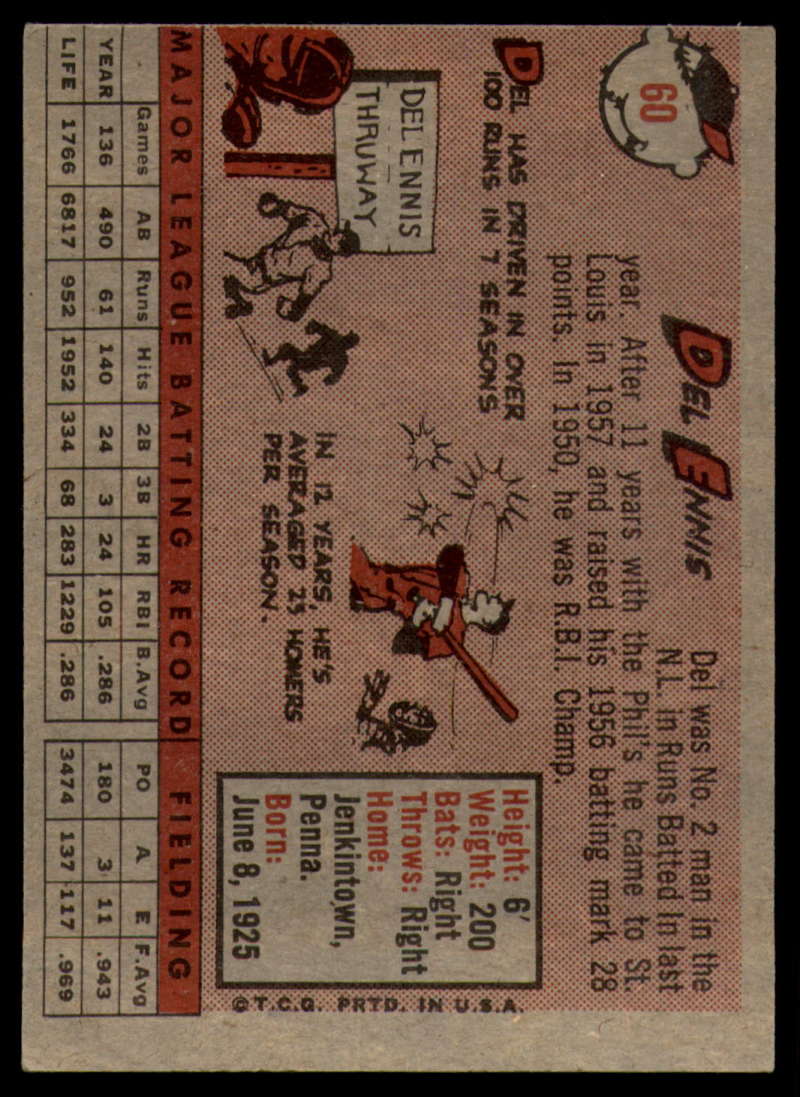 60
DEL ENNIS
Del was No. 2 man in the
N.L. in Runs Batted In last
year. After 11 years with the Phil's he came to St.
Louis in 1957 and raised his 1956 batting mark 28
points. In 1950, he was R.B.I. Champ.
DEL HAS DRIVEN IN OVER
100 RUNS IN 7 SEASONS
DEL ENNIS
THRUWAY
IN 12 YEARS, HE'S
AVERAGED 23 HOMERS
PER SEASON.
Height: 6'
Weight: 200
Bats: Right
Throws: Right
Home:
Jenkintown,
Penna.
Born:
June 8, 1925
©T.C.G. PRTD. IN U.S.A.
MAJOR LEAGUE BATTING RECORD FIELDING
Games AB Runs Hits 2B 3B HR RBI B.Avg PO A E F.Avg
YEAR 136 490 61 140 24 3 24 105 .286 180 3 11 .943
LIFE 1766 6817 952 1952 334 68 283 1229 .286 3474 137 117 .969